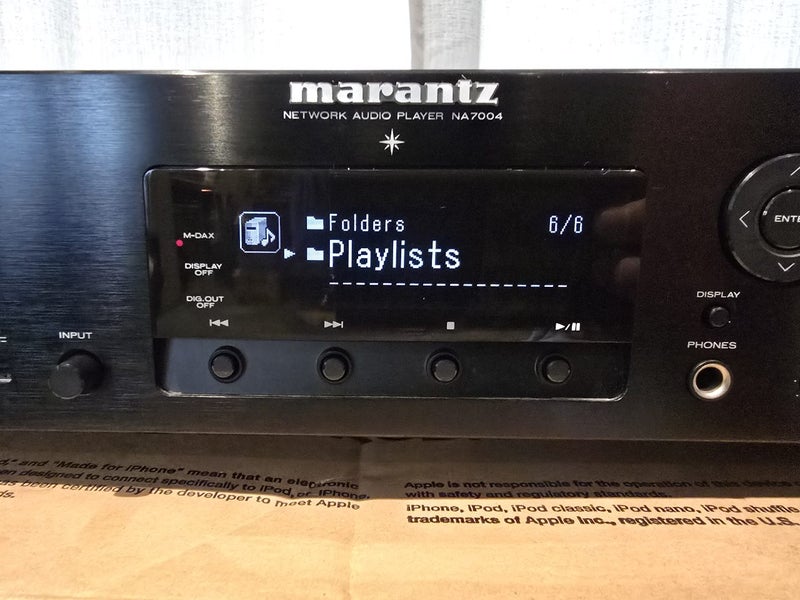 marantz
NETWORK AUDIO PLAYER NA7004
Folders 6/6
Playlists
M-DAX
DISPLAY
OFF
DIG.OUT
OFF
INPUT
ENTE
DISPLAY
PHONES
and "Made for iPhone" mean that an electronic
designed to connect specifically to iPod, or iPhone,
been certified by the developer to meet Apple
ds.
Apple is not responsible for the operation of this device
with safety and regulatory standards.
iPhone, iPod, iPod classic, iPod nano, iPod shuffle
trademarks of Apple Inc., registered in the U.S.